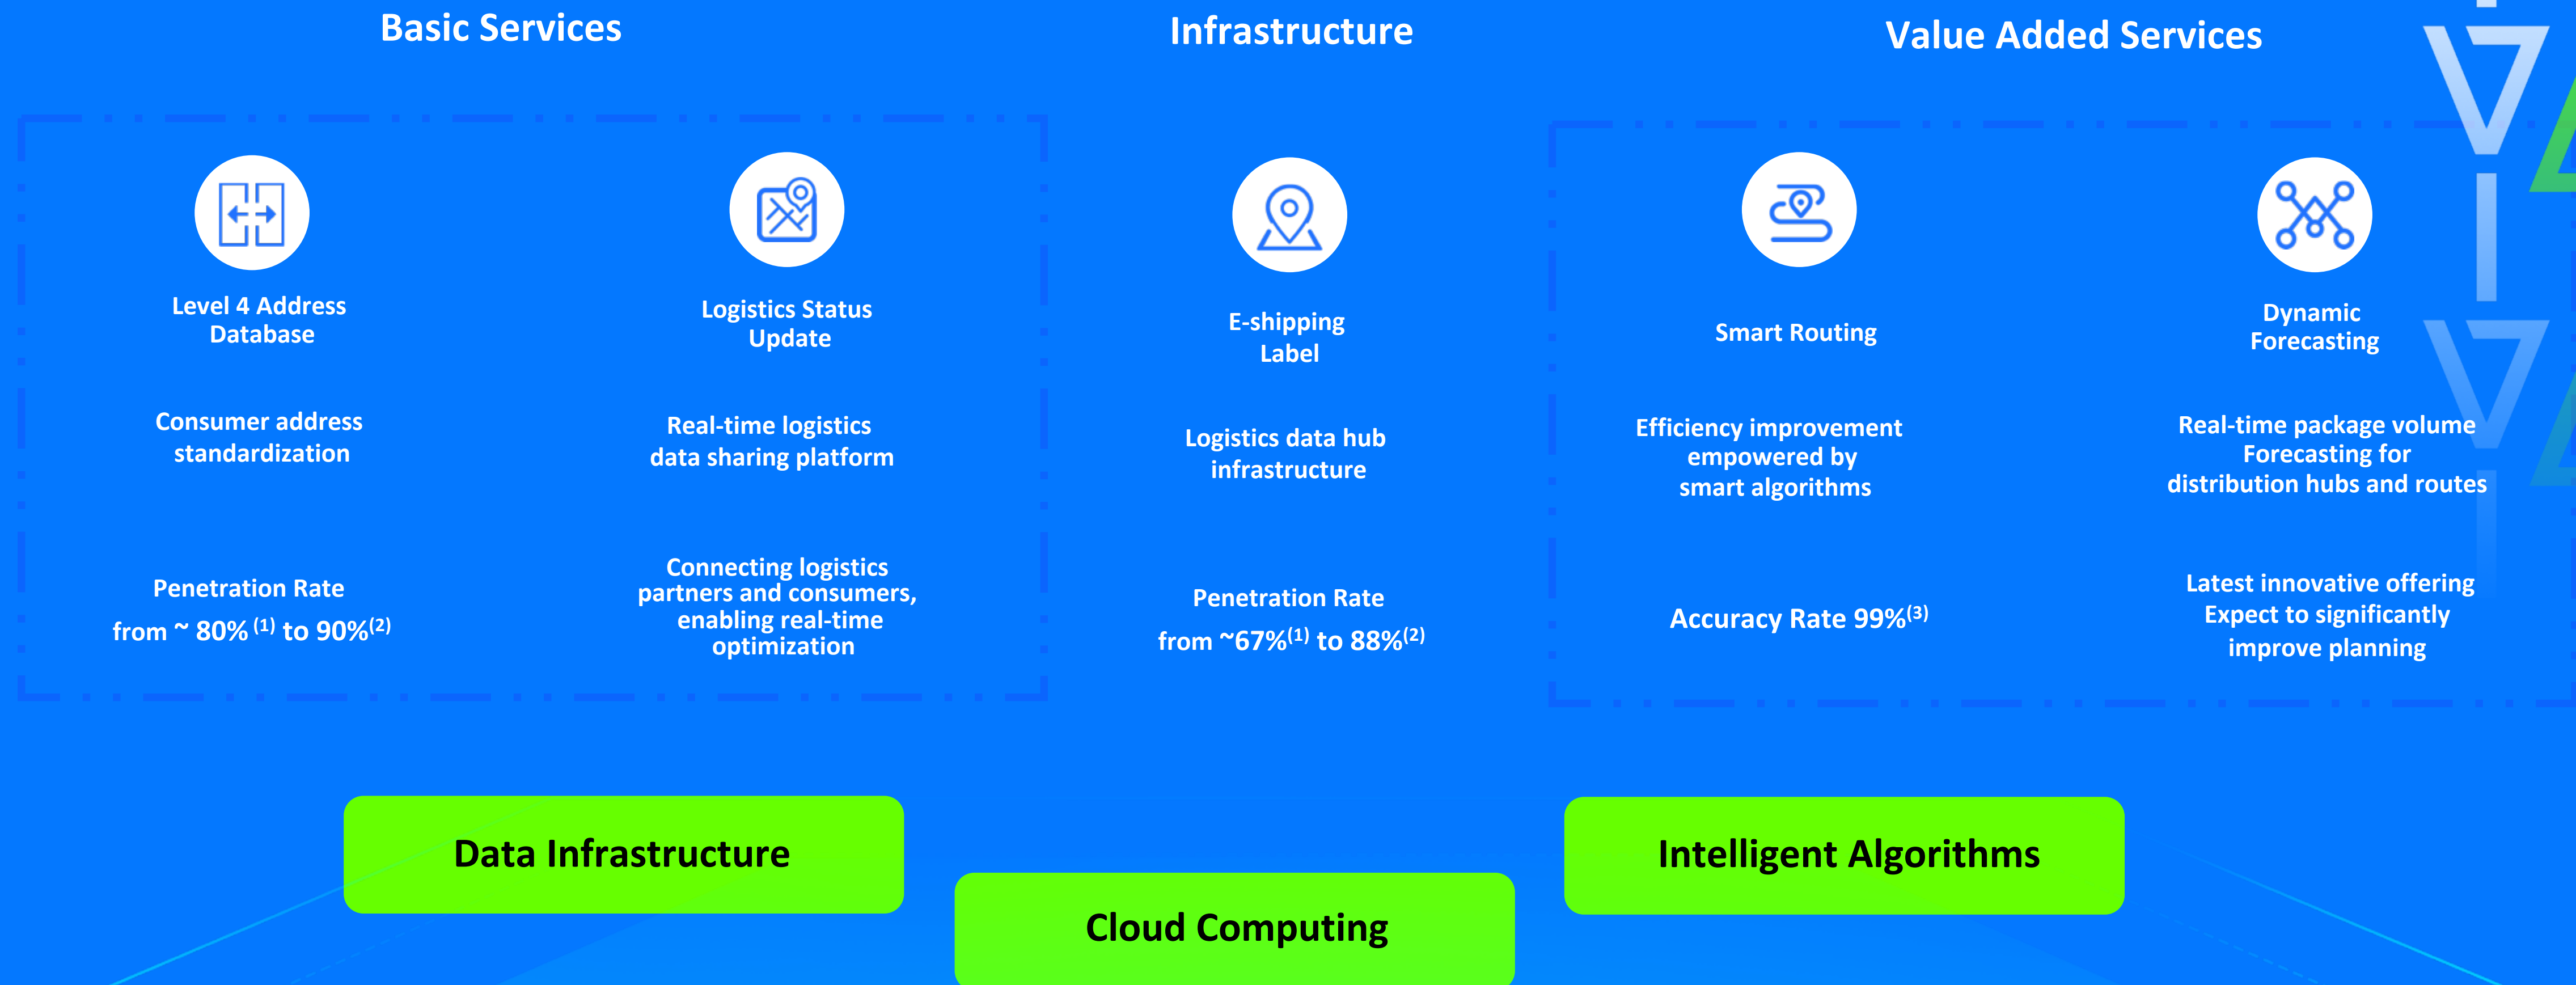 Basic Services
Infrastructure
Value Added Services
Level 4 Address
Database
Consumer address
standardization
Penetration Rate
from ~ 80% (1) to 90%(2)
Logistics Status
Update
Real-time logistics
data sharing platform
Connecting logistics
partners and consumers,
enabling real-time
optimization
E-shipping
Label
Logistics data hub
infrastructure
Penetration Rate
from ~67%(1) to 88%(2)
Smart Routing
Efficiency improvement
empowered by
smart algorithms
Accuracy Rate 99%(3)
Dynamic
Forecasting
Real-time package volume
Forecasting for
distribution hubs and routes
Latest innovative offering
Expect to significantly
improve planning
Data Infrastructure
Cloud Computing
Intelligent Algorithms